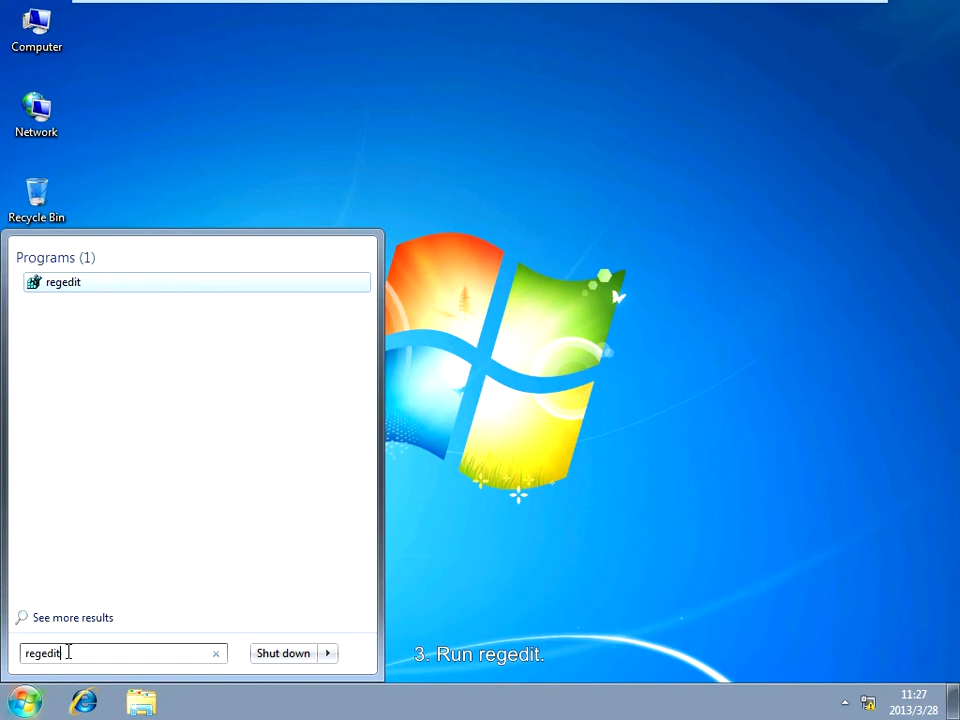 Computer
Network
Recycle Bin
Programs (1)
regedit
See more results
regedit
Shut down
3. Run regedit.
11:27
2013/3/28